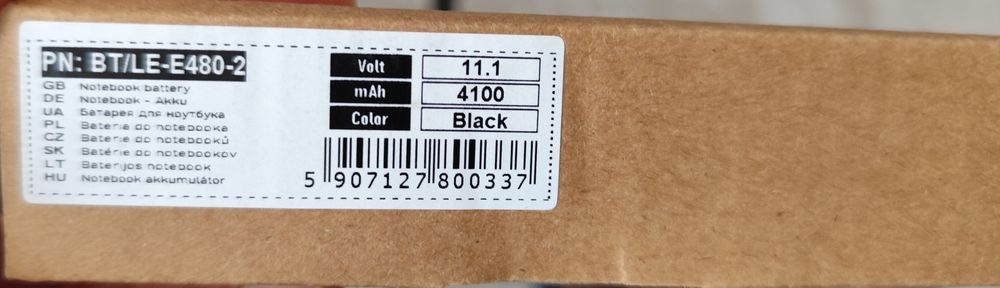 PN: BT/LE-E480-2
GB Notebook battery
DE Notebook - Akku
UA Батарея для ноутбука
PL Bateria do notebooka
CZ Baterie do notebooků
SK Batérie do notebookov
LT Baterijos notebook
HU Notebook akkumulátor
Volt 11.1
mAh 4100
Color Black
5 907127 800337